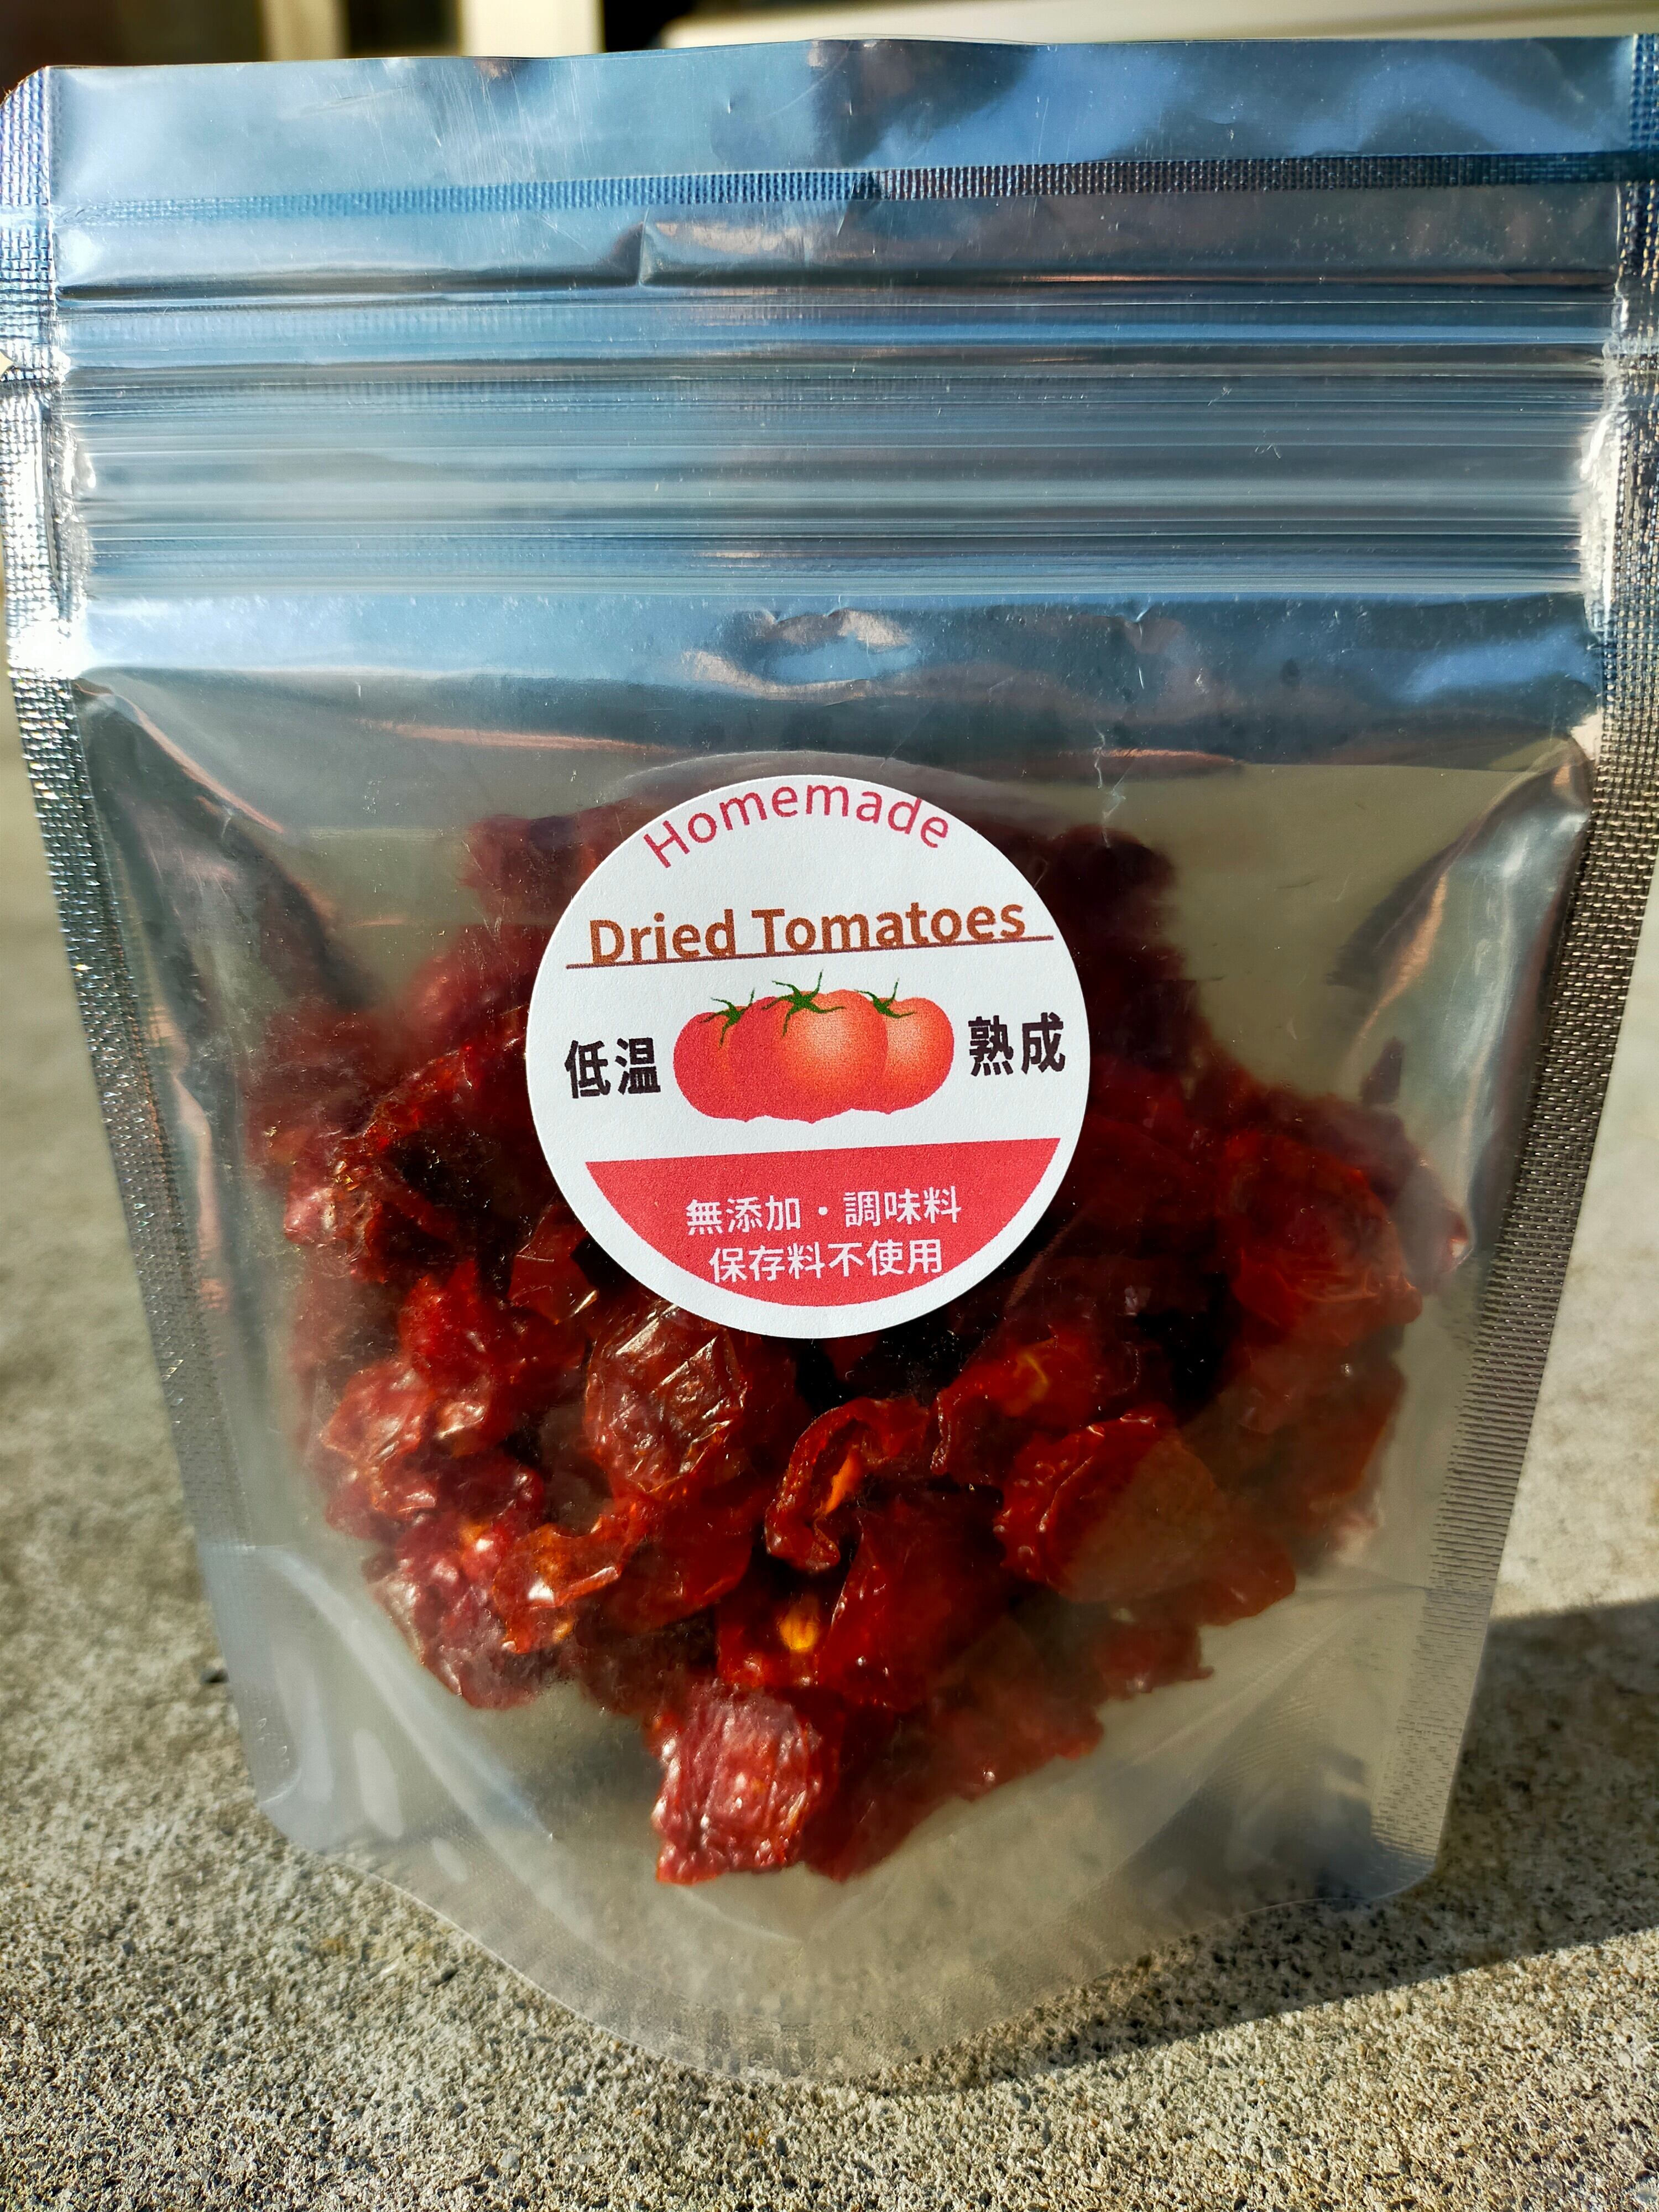 Homemade
Dried Tomatoes
低温 熟成
無添加・調味料
保存料不使用